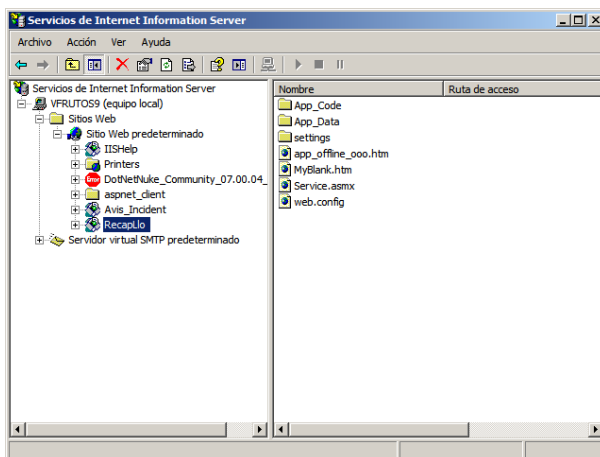 Servicios de Internet Information Server
Archivo Acción Ver Ayuda
Servicios de Internet Information Server
VFRUTOS9 (equipo local)
Sitios Web
Sitio Web predeterminado
IISHelp
Printers
Error DotNetNuke_Community_07.00.04_
aspnet_client
Avis_Incident
RecapLlo
Servidor virtual SMTP predeterminado
Nombre Ruta de acceso
App_Code
App_Data
settings
app_offline_ooo.htm
MyBlank.htm
Service.asmx
web.config